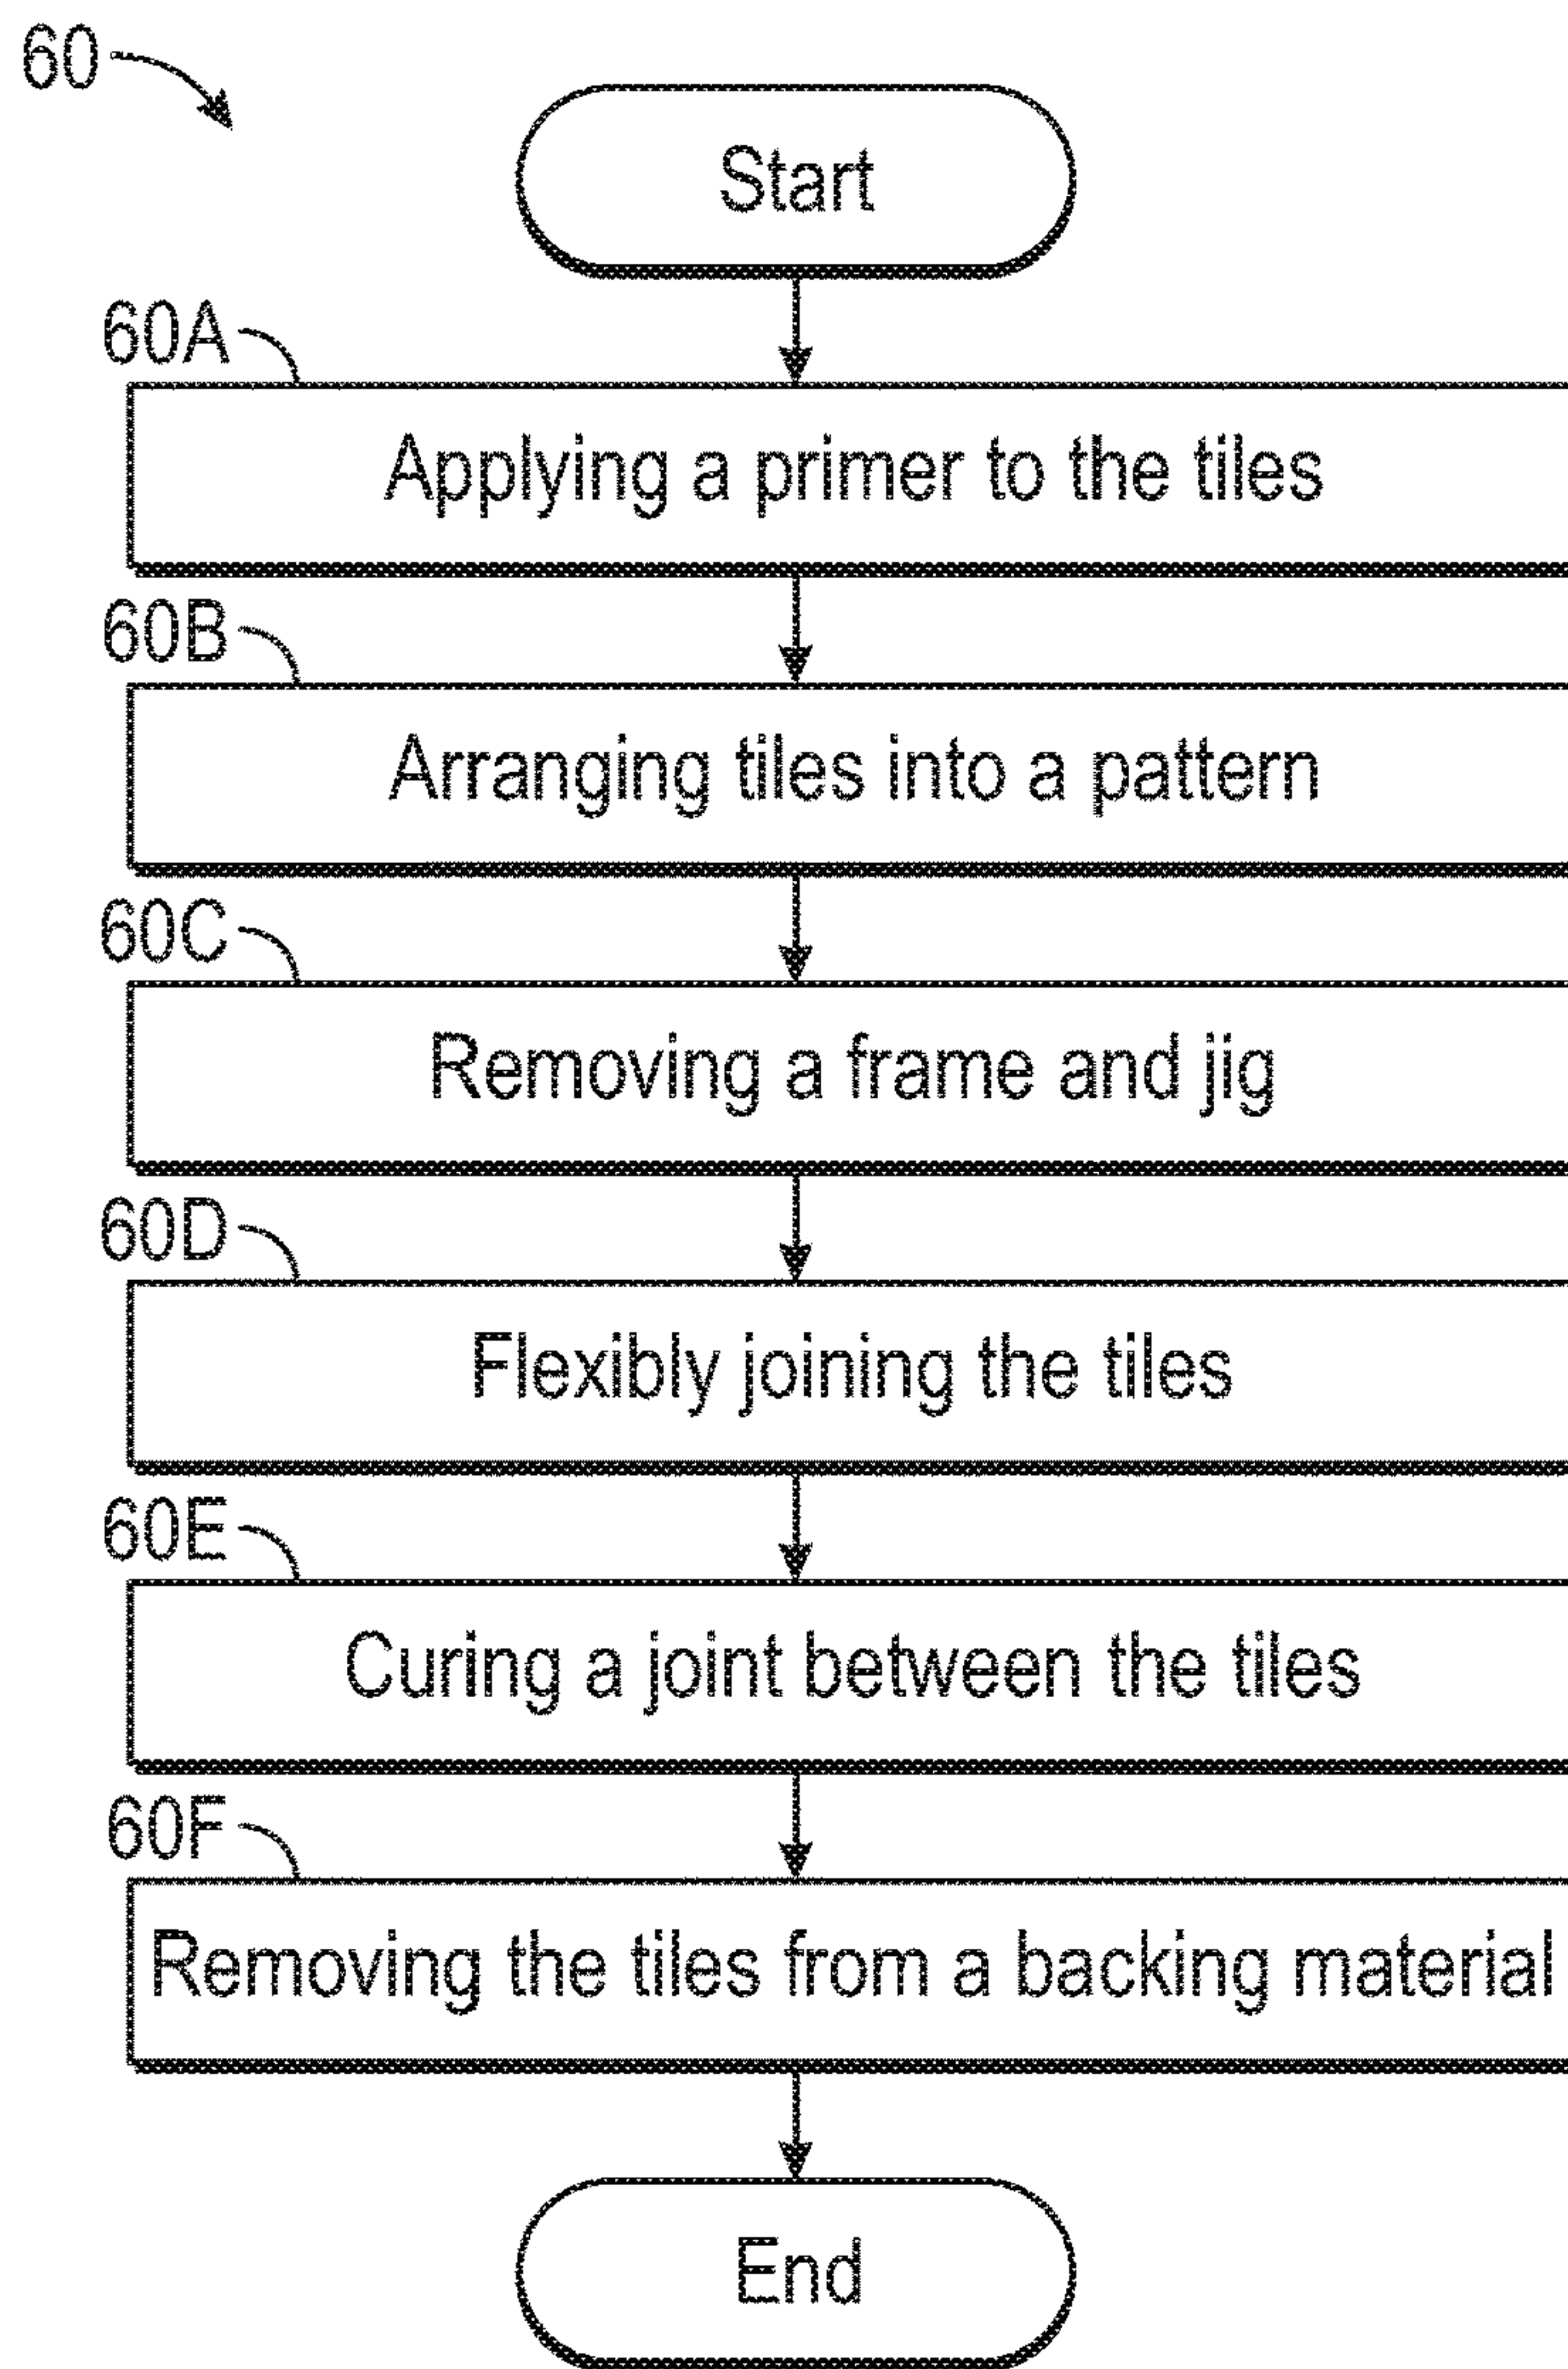 60
Start
60A
Applying a primer to the tiles
60B
Arranging tiles into a pattern
60C
Removing a frame and jig
60D
Flexibly joining the tiles
60E
Curing a joint between the tiles
60F
Removing the tiles from a backing material
End